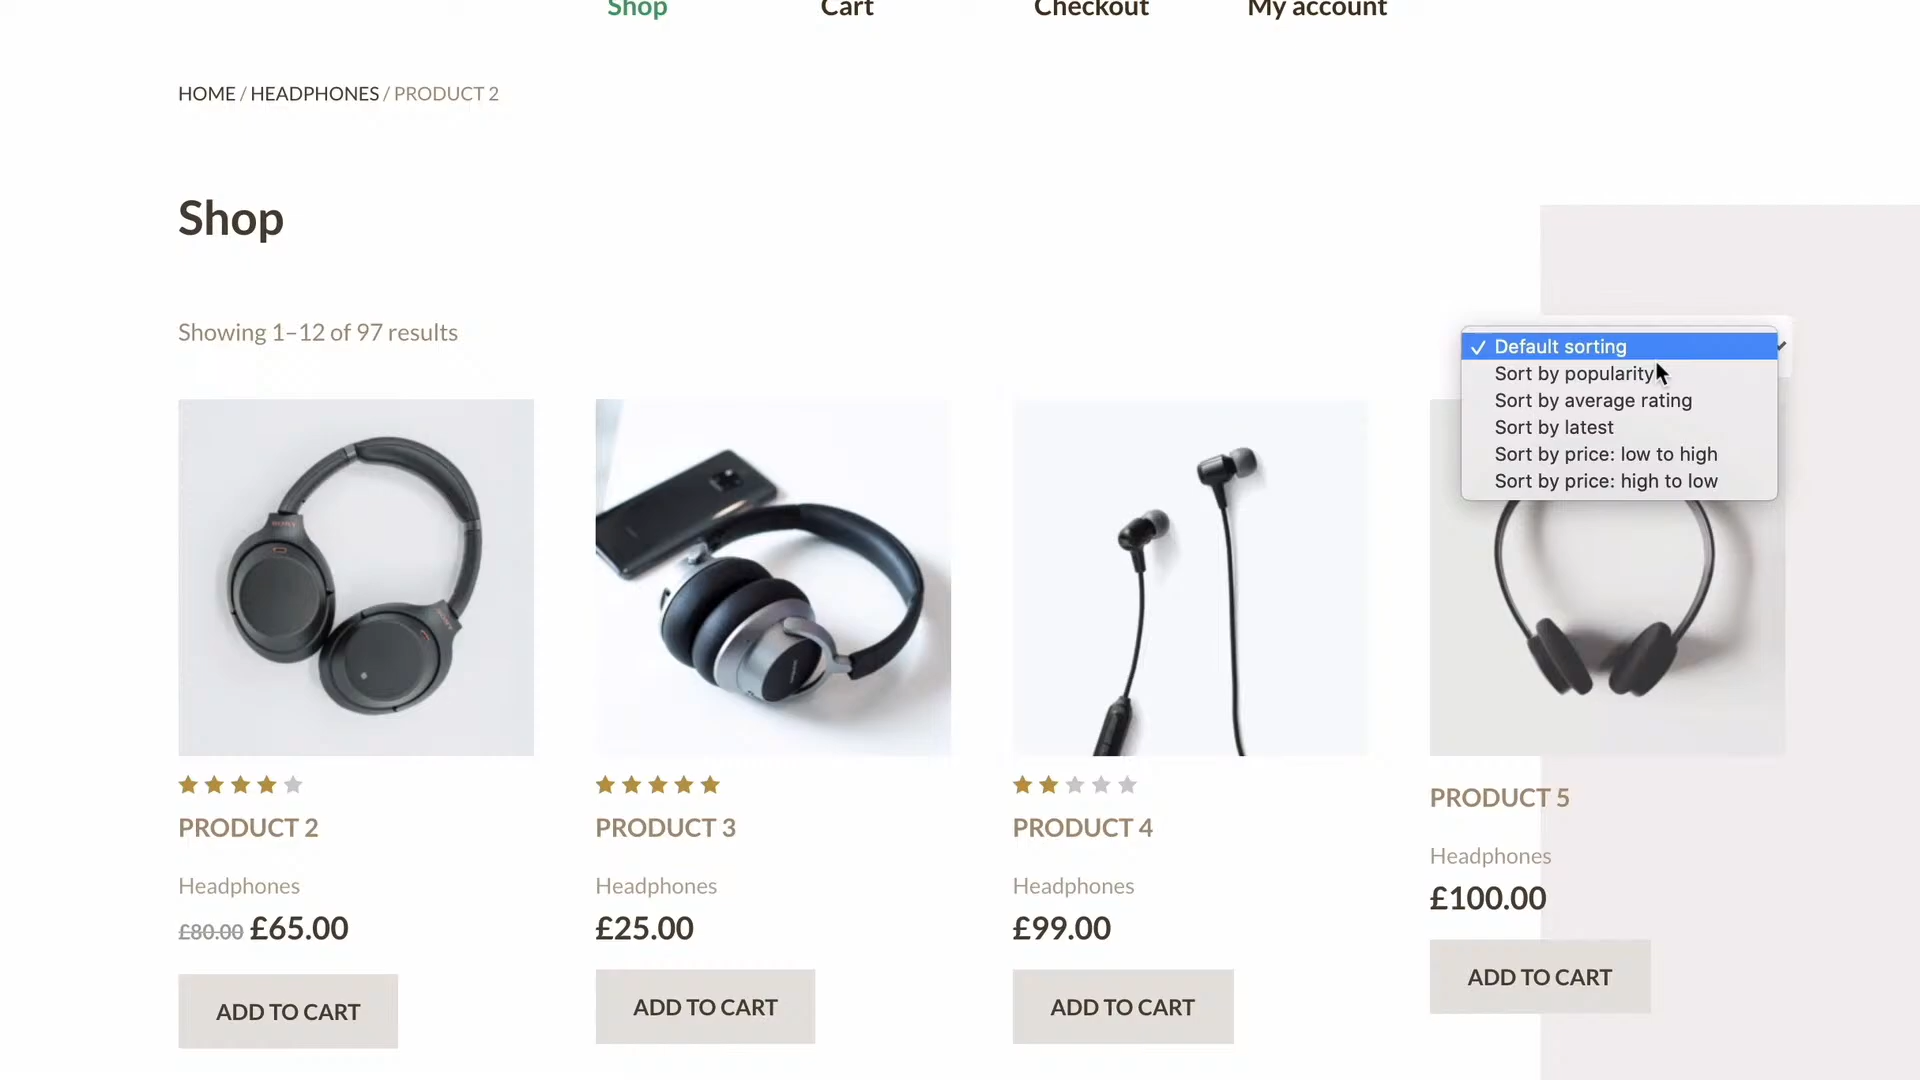 Shop Cart Checkout My account
HOME / HEADPHONES / PRODUCT 2
Shop
Showing 1–12 of 97 results
✓ Default sorting
Sort by popularity
Sort by average rating
Sort by latest
Sort by price: low to high
Sort by price: high to low
SONY
PRODUCT 2
Headphones
£80.00 £65.00
ADD TO CART
PRODUCT 3
Headphones
£25.00
ADD TO CART
PRODUCT 4
Headphones
£99.00
ADD TO CART
PRODUCT 5
Headphones
£100.00
ADD TO CART